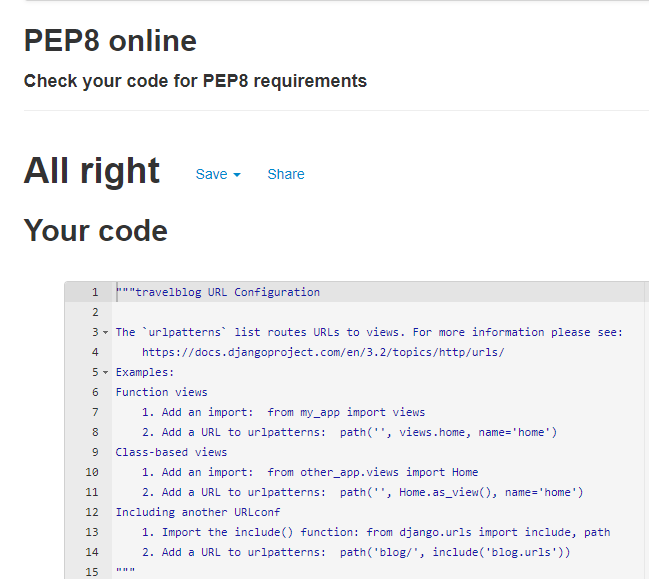 PEP8 online
Check your code for PEP8 requirements
All right Save Share
Your code
1 """travelblog URL Configuration
2
3 The `urlpatterns` list routes URLs to views. For more information please see:
4     https://docs.djangoproject.com/en/3.2/topics/http/urls/
5 Examples:
6 Function views
7     1. Add an import:  from my_app import views
8     2. Add a URL to urlpatterns:  path('', views.home, name='home')
9 Class-based views
10     1. Add an import:  from other_app.views import Home
11     2. Add a URL to urlpatterns:  path('', Home.as_view(), name='home')
12 Including another URLconf
13     1. Import the include() function: from django.urls import include, path
14     2. Add a URL to urlpatterns:  path('blog/', include('blog.urls'))
15 """